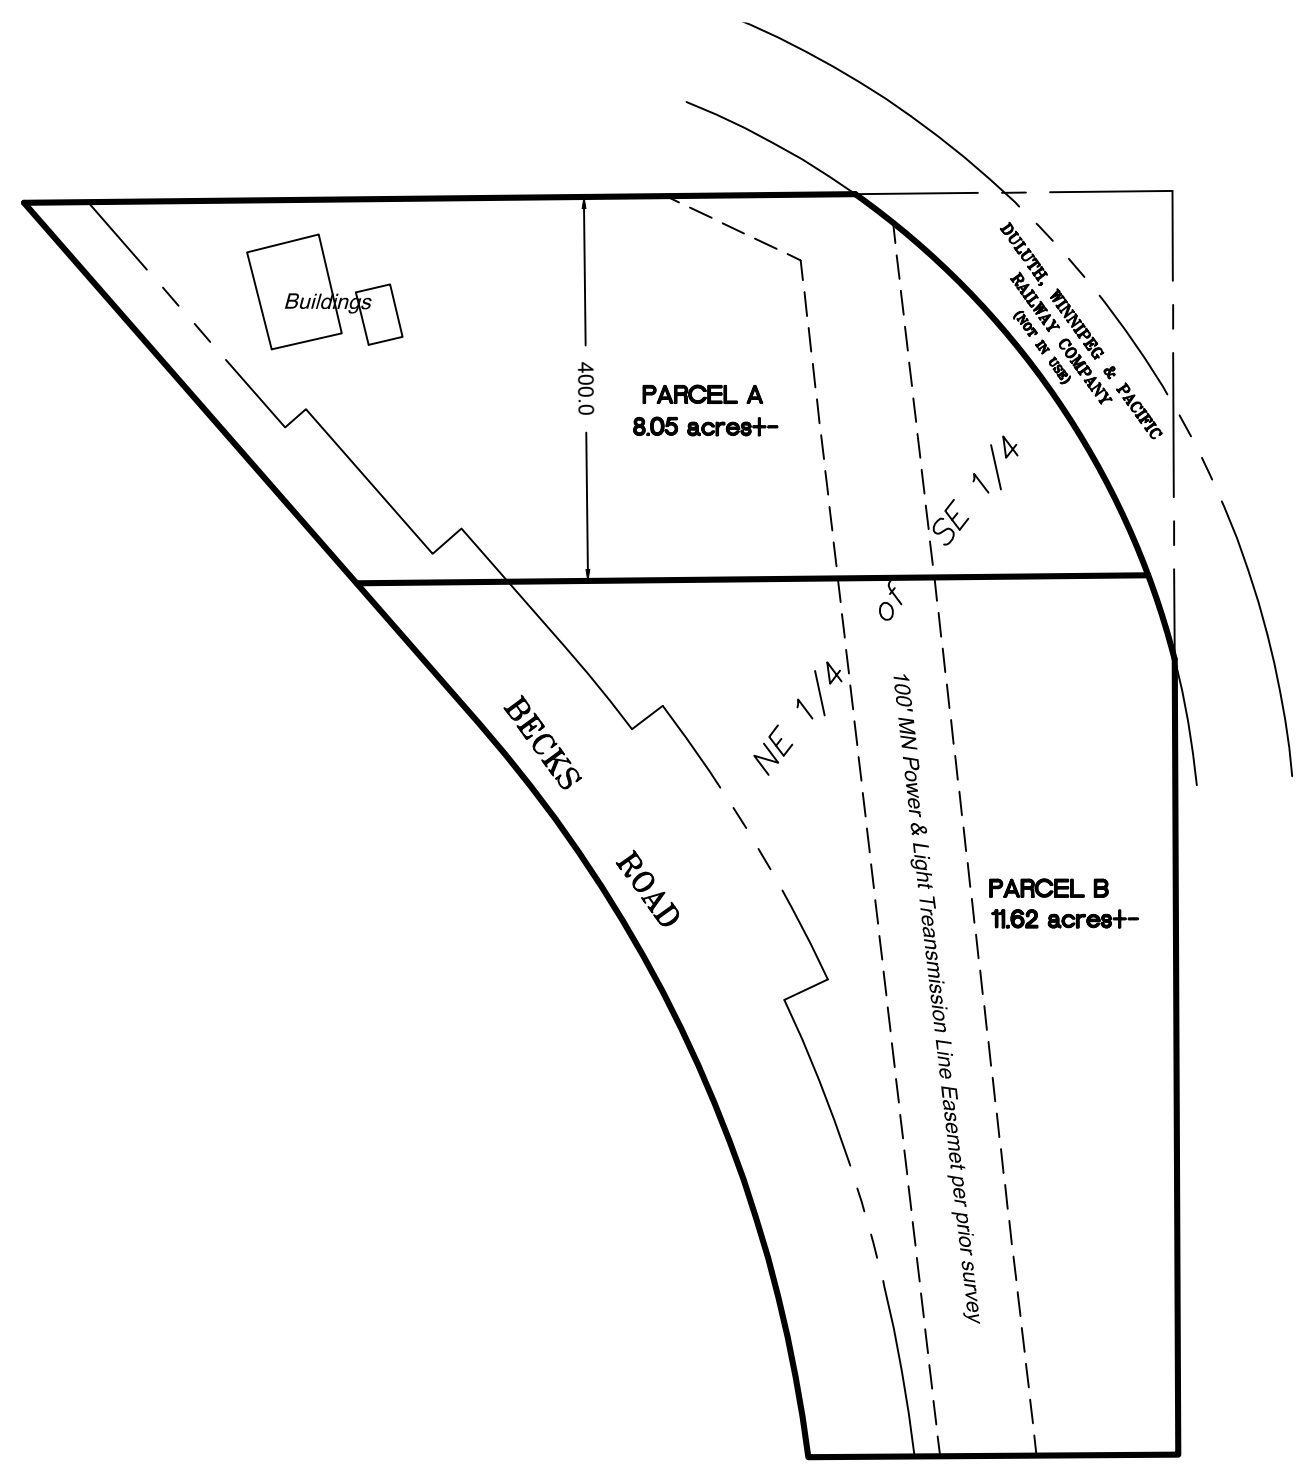 DULUTH, WINNIPEG & PACIFIC
RAILWAY COMPANY
(NOT IN USE)
Buildings
400.0
PARCEL A
8.05 acres+-
SE 1/4
of
NE 1/4
BECKS
ROAD
100' MN Power & Light Treansmission Line Easemet per prior survey
PARCEL B
11.62 acres+-